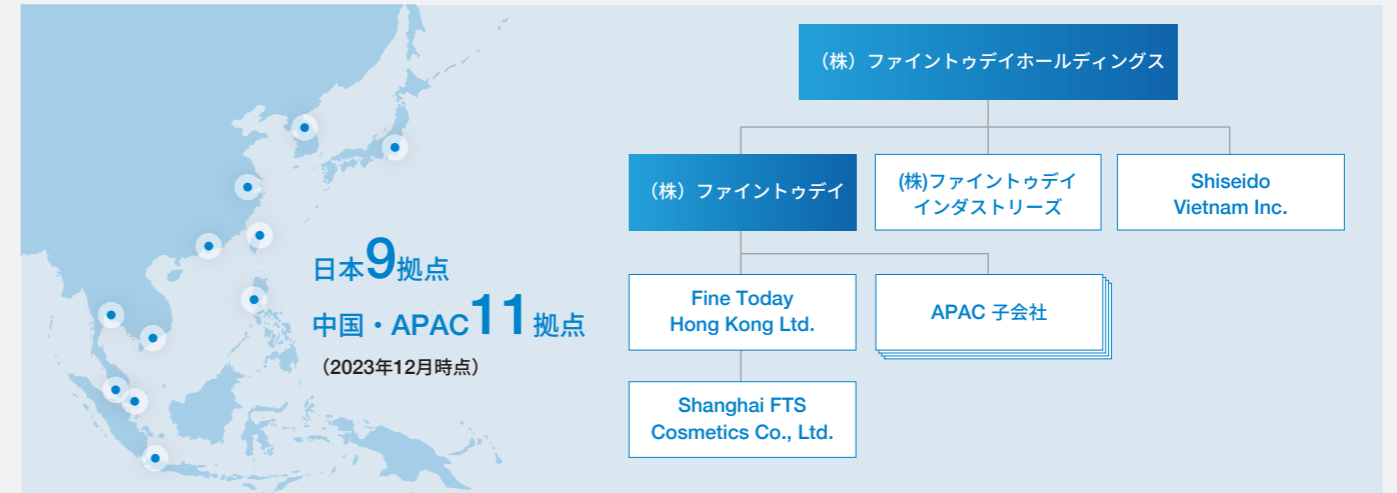 （株）ファイントゥデイホールディングス
（株）ファイントゥデイ
(株)ファイントゥデイ
インダストリーズ
Shiseido
Vietnam Inc.
日本9拠点
中国・APAC11拠点
（2023年12月時点）
Fine Today
Hong Kong Ltd.
APAC 子会社
Shanghai FTS
Cosmetics Co., Ltd.